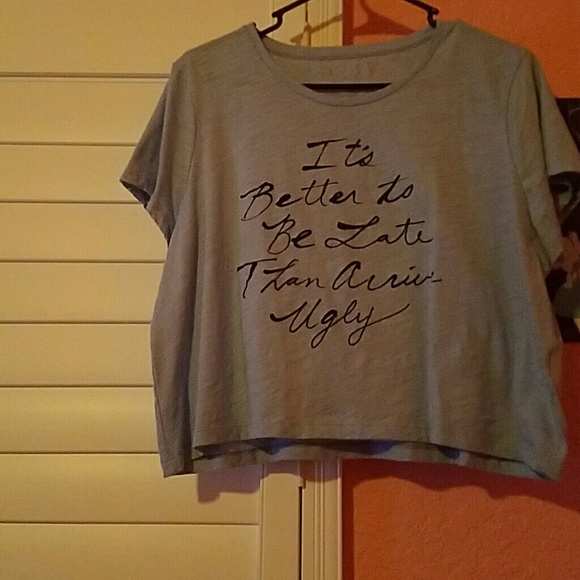 It's
Better to
Be Late
Than Arrive
Ugly